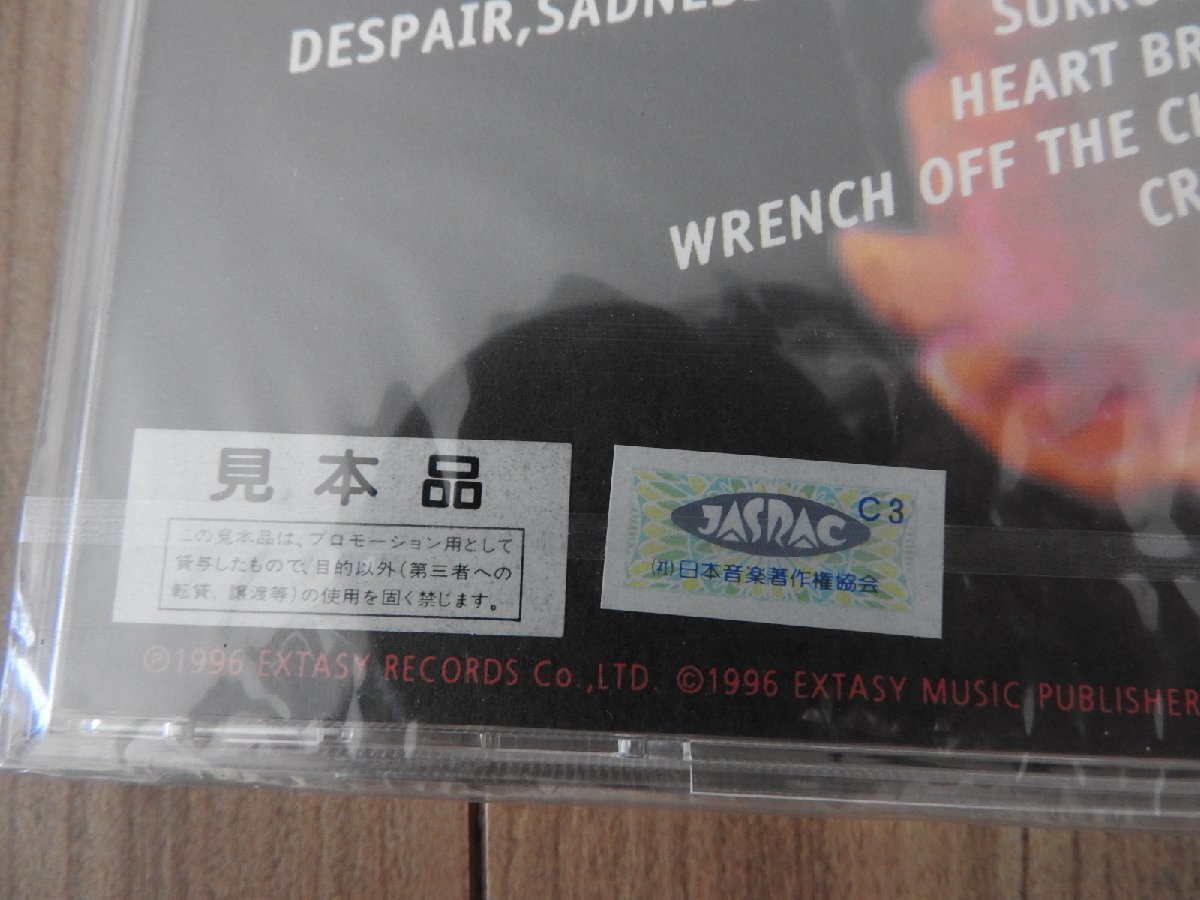 DESPAIR,SADNESS
HEART BR
WRENCH OFF THE
CR
見本品
この見本品は、プロモーション用として
貸与したもので、目的以外(第三者への
転貸、譲渡等)の使用を固く禁じます。
JASRAC
C3
(社)日本音楽著作権協会
℗1996 EXTASY RECORDS Co.,LTD. ©1996 EXTASY MUSIC PUBLISHER